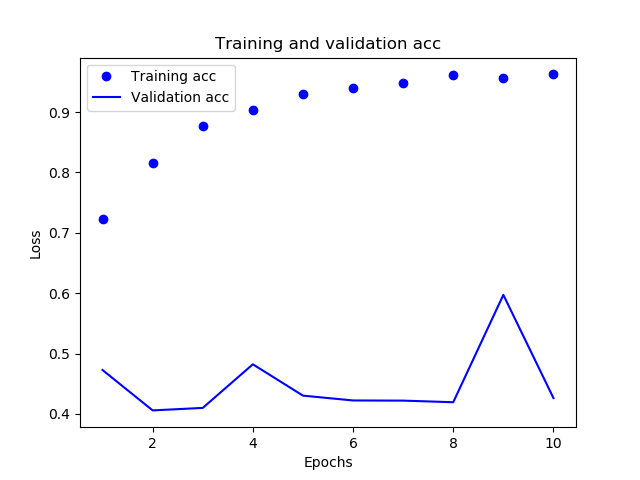 Training and validation acc
Training acc
Validation acc
0.9
0.8
0.7
0.6
0.5
0.4
Loss
2
4
6
8
10
Epochs